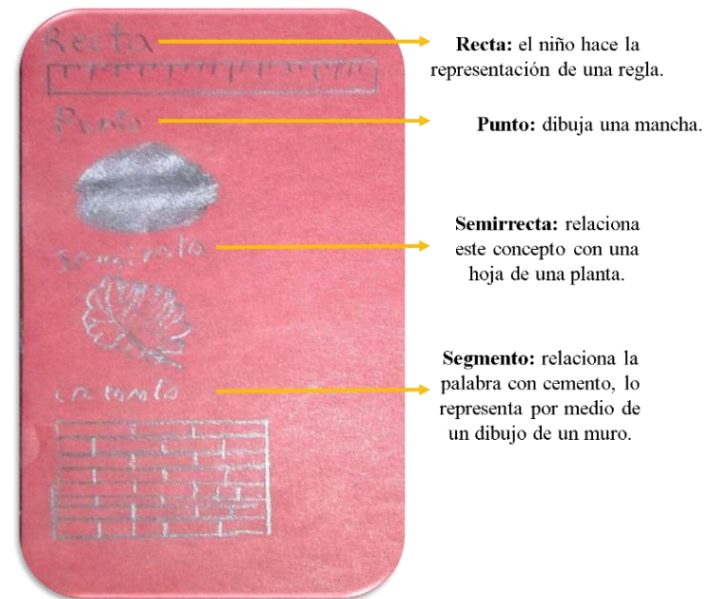 Recta
Recta: el niño hace la
representación de una regla.
Punto
Punto: dibuja una mancha.
Semirrecta: relaciona
este concepto con una
hoja de una planta.
Segmento: relaciona la
palabra con cemento, lo
representa por medio de
un dibujo de un muro.